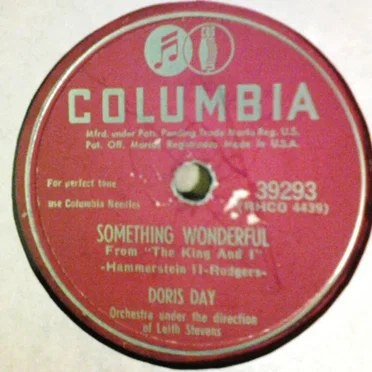 COLUMBIA
Mfrd. under Pats. Pending Trade Marks Reg. U.S.
Pat. Off. Marcas Registradas Made in U.S.A.
For perfect tone
use Columbia Needles
39293
(RHCO 4439)
SOMETHING WONDERFUL
From "The King And I"
-Hammerstein II-Rodgers-
DORIS DAY
Orchestra under the direction
of Leith Stevens